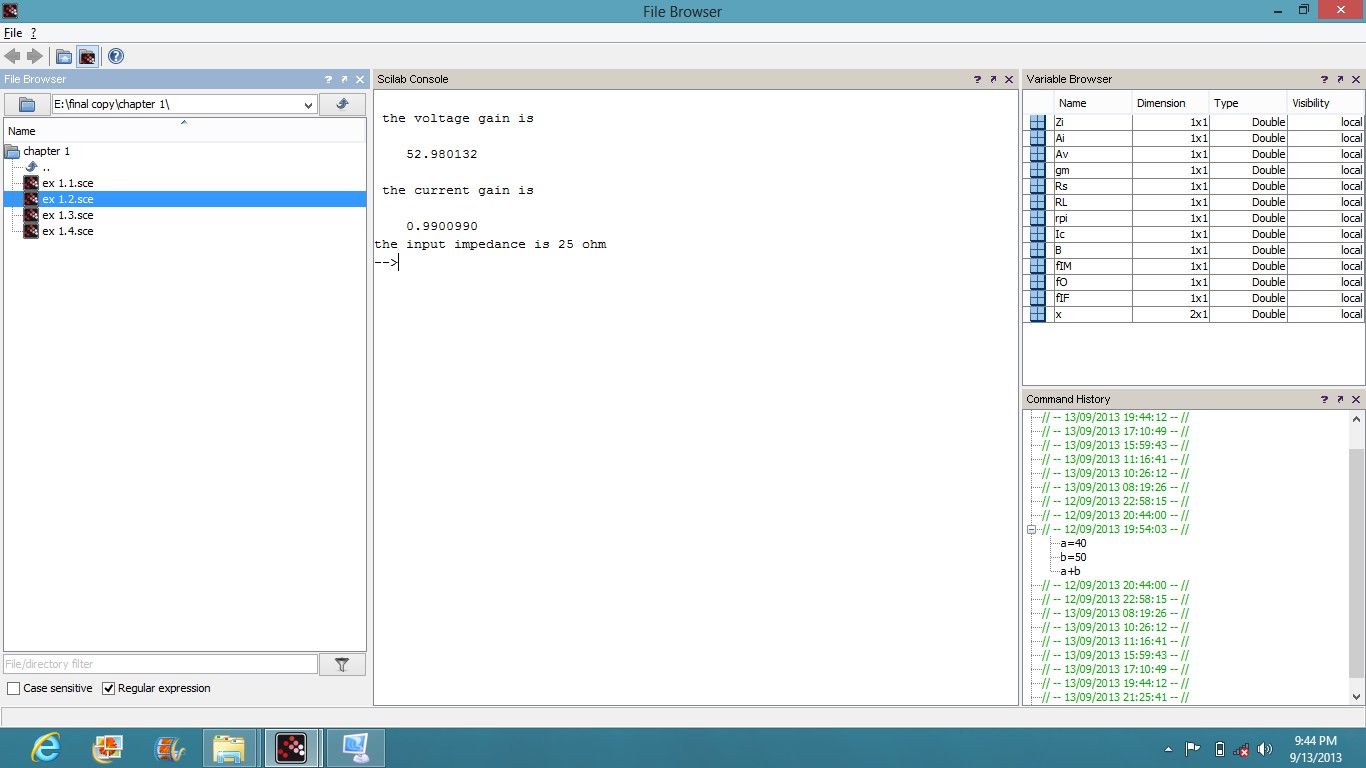 File Browser
File ?
File Browser
E:\final copy\chapter 1\
Name
chapter 1
..
ex 1.1.sce
ex 1.2.sce
ex 1.3.sce
ex 1.4.sce
File/directory filter
Case sensitive Regular expression
Scilab Console
the voltage gain is
52.980132
the current gain is
0.9900990
the input impedance is 25 ohm
-->
Variable Browser
Name Dimension Type Visibility
Zi 1x1 Double local
Ai 1x1 Double local
Av 1x1 Double local
gm 1x1 Double local
Rs 1x1 Double local
RL 1x1 Double local
rpi 1x1 Double local
Ic 1x1 Double local
B 1x1 Double local
fIM 1x1 Double local
fO 1x1 Double local
fIF 1x1 Double local
x 2x1 Double local
Command History
// -- 13/09/2013 19:44:12 -- //
// -- 13/09/2013 17:10:49 -- //
// -- 13/09/2013 15:59:43 -- //
// -- 13/09/2013 11:16:41 -- //
// -- 13/09/2013 10:26:12 -- //
// -- 13/09/2013 08:19:26 -- //
// -- 12/09/2013 22:58:15 -- //
// -- 12/09/2013 20:44:00 -- //
// -- 12/09/2013 19:54:03 -- //
a=40
b=50
a+b
// -- 12/09/2013 20:44:00 -- //
// -- 12/09/2013 22:58:15 -- //
// -- 13/09/2013 08:19:26 -- //
// -- 13/09/2013 10:26:12 -- //
// -- 13/09/2013 11:16:41 -- //
// -- 13/09/2013 15:59:43 -- //
// -- 13/09/2013 17:10:49 -- //
// -- 13/09/2013 19:44:12 -- //
// -- 13/09/2013 21:25:41 -- //
9:44 PM
9/13/2013